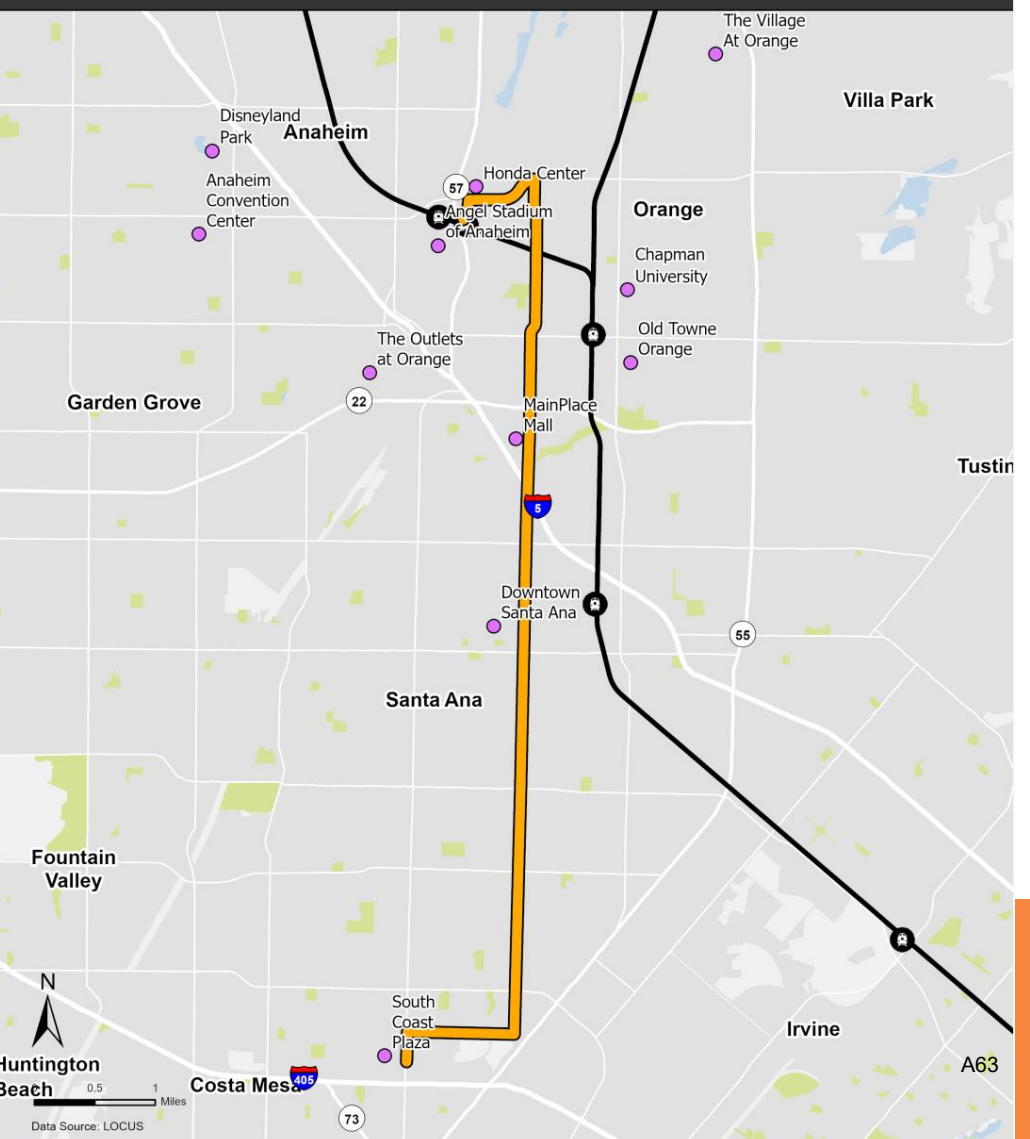 The Village
At Orange
Villa Park
Disneyland
Park
Anaheim
Honda Center
57
Anaheim
Convention
Center
Angel Stadium
of Anaheim
Orange
Chapman
University
Old Towne
Orange
The Outlets
at Orange
22
Garden Grove
MainPlace
Mall
Tustin
5
Downtown
Santa Ana
55
Santa Ana
Fountain
Valley
N
South
Coast
Plaza
Irvine
A63
Huntington
Beach
0 0.5 1
Miles
Costa Mesa
405
73
Data Source: LOCUS